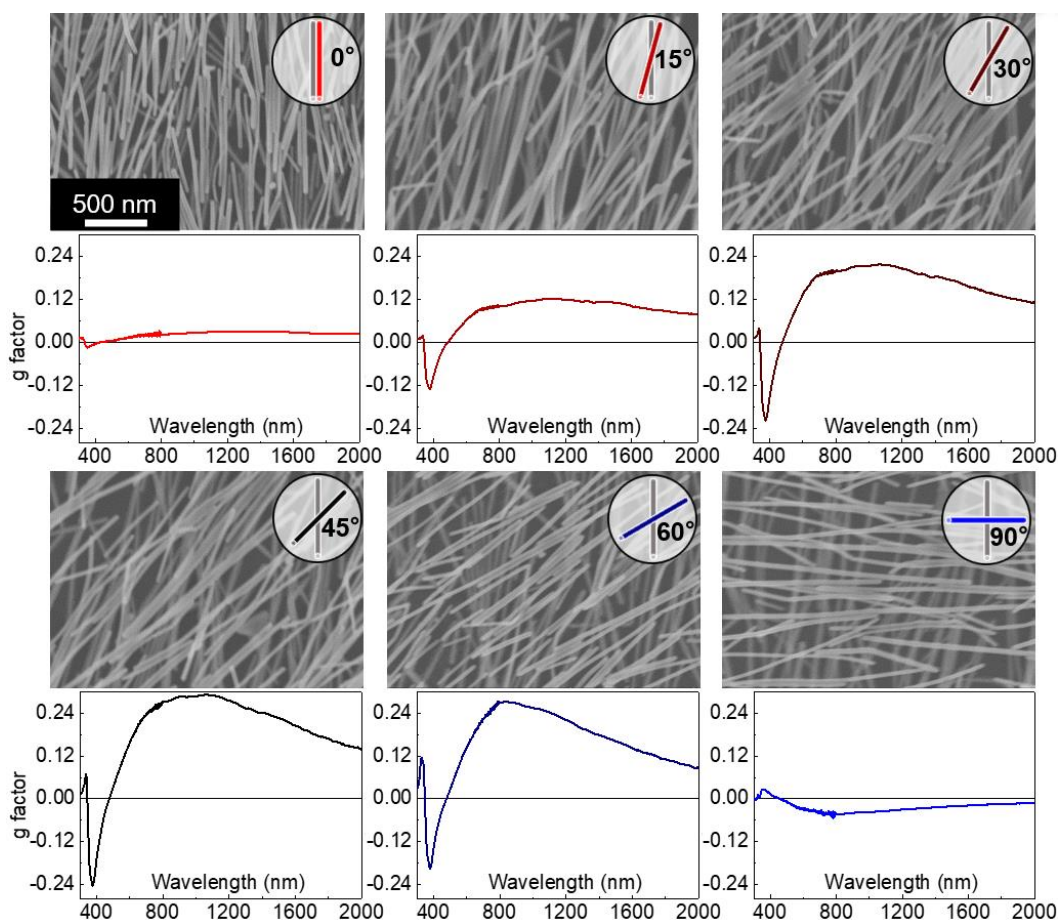 0° 15° 30°
500 nm
0.24 0.24 0.24
0.12 0.12 0.12
0.00 0.00 0.00
-0.12 -0.12 -0.12
-0.24 -0.24 -0.24
g factor
Wavelength (nm) Wavelength (nm) Wavelength (nm)
400 800 1200 1600 2000 400 800 1200 1600 2000 400 800 1200 1600 2000
45° 60° 90°
0.24 0.24 0.24
0.12 0.12 0.12
0.00 0.00 0.00
-0.12 -0.12 -0.12
-0.24 -0.24 -0.24
g factor
Wavelength (nm) Wavelength (nm) Wavelength (nm)
400 800 1200 1600 2000 400 800 1200 1600 2000 400 800 1200 1600 2000